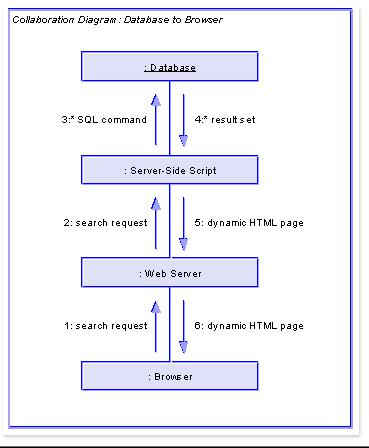 Collaboration Diagram : Database to Browser
: Database
3:* SQL command
4:* result set
: Server-Side Script
2: search request
5: dynamic HTML page
: Web Server
1: search request
6: dynamic HTML page
: Browser